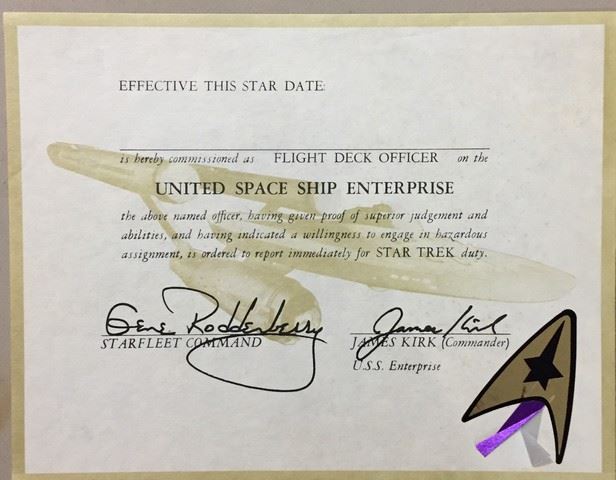 EFFECTIVE THIS STAR DATE:
is hereby commissioned as FLIGHT DECK OFFICER on the
UNITED SPACE SHIP ENTERPRISE
the above named officer, having given proof of superior judgement and
abilities, and having indicated a willingness to engage in hazardous
assignment, is ordered to report immediately for STAR TREK duty.
Gene Roddenberry James Kirk
STARFLEET COMMAND JAMES KIRK (Commander)
U.S.S. Enterprise